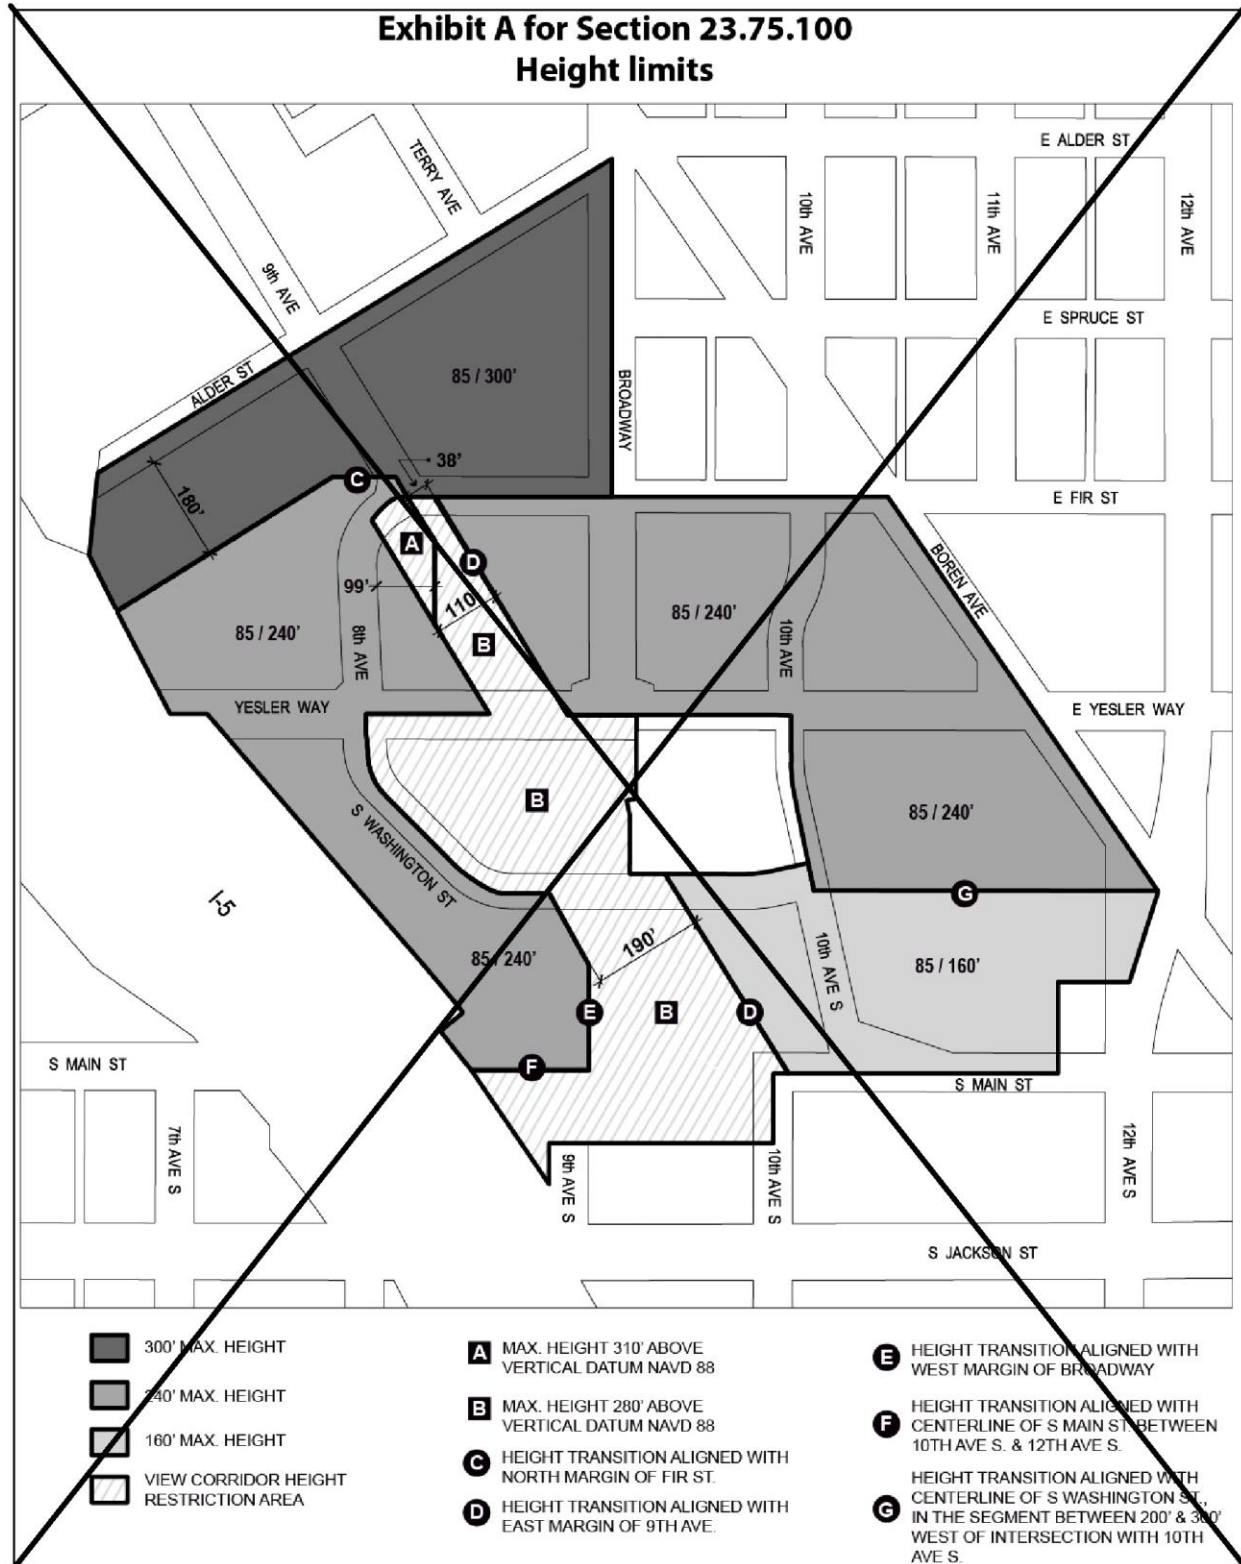 Exhibit A for Section 23.75.100
Height limits
E ALDER ST
TERRY AVE
10th AVE
11th AVE
12th AVE
9th AVE
E SPRUCE ST
ALDER ST
85 / 300'
BROADWAY
38'
C
180'
E FIR ST
A
D
BOREN AVE
99'
110'
85 / 240'
8th AVE
B
85 / 240'
10th AVE
YESLER WAY
E YESLER WAY
B
S WASHINGTON ST
85 / 240'
I-5
G
190'
85 / 240'
10th AVE S
85 / 160'
E
B
D
F
S MAIN ST
S MAIN ST
7th AVE S
9th AVE S
10th AVE S
12th AVE S
S JACKSON ST
300' MAX. HEIGHT
240' MAX. HEIGHT
160' MAX. HEIGHT
VIEW CORRIDOR HEIGHT
RESTRICTION AREA
A MAX. HEIGHT 310' ABOVE
VERTICAL DATUM NAVD 88
B MAX. HEIGHT 280' ABOVE
VERTICAL DATUM NAVD 88
C HEIGHT TRANSITION ALIGNED WITH
NORTH MARGIN OF FIR ST.
D HEIGHT TRANSITION ALIGNED WITH
EAST MARGIN OF 9TH AVE.
E HEIGHT TRANSITION ALIGNED WITH
WEST MARGIN OF BROADWAY
F HEIGHT TRANSITION ALIGNED WITH
CENTERLINE OF S MAIN ST. BETWEEN
10TH AVE S. & 12TH AVE S.
G HEIGHT TRANSITION ALIGNED WITH
CENTERLINE OF S WASHINGTON ST.,
IN THE SEGMENT BETWEEN 200' & 300'
WEST OF INTERSECTION WITH 10TH
AVE S.